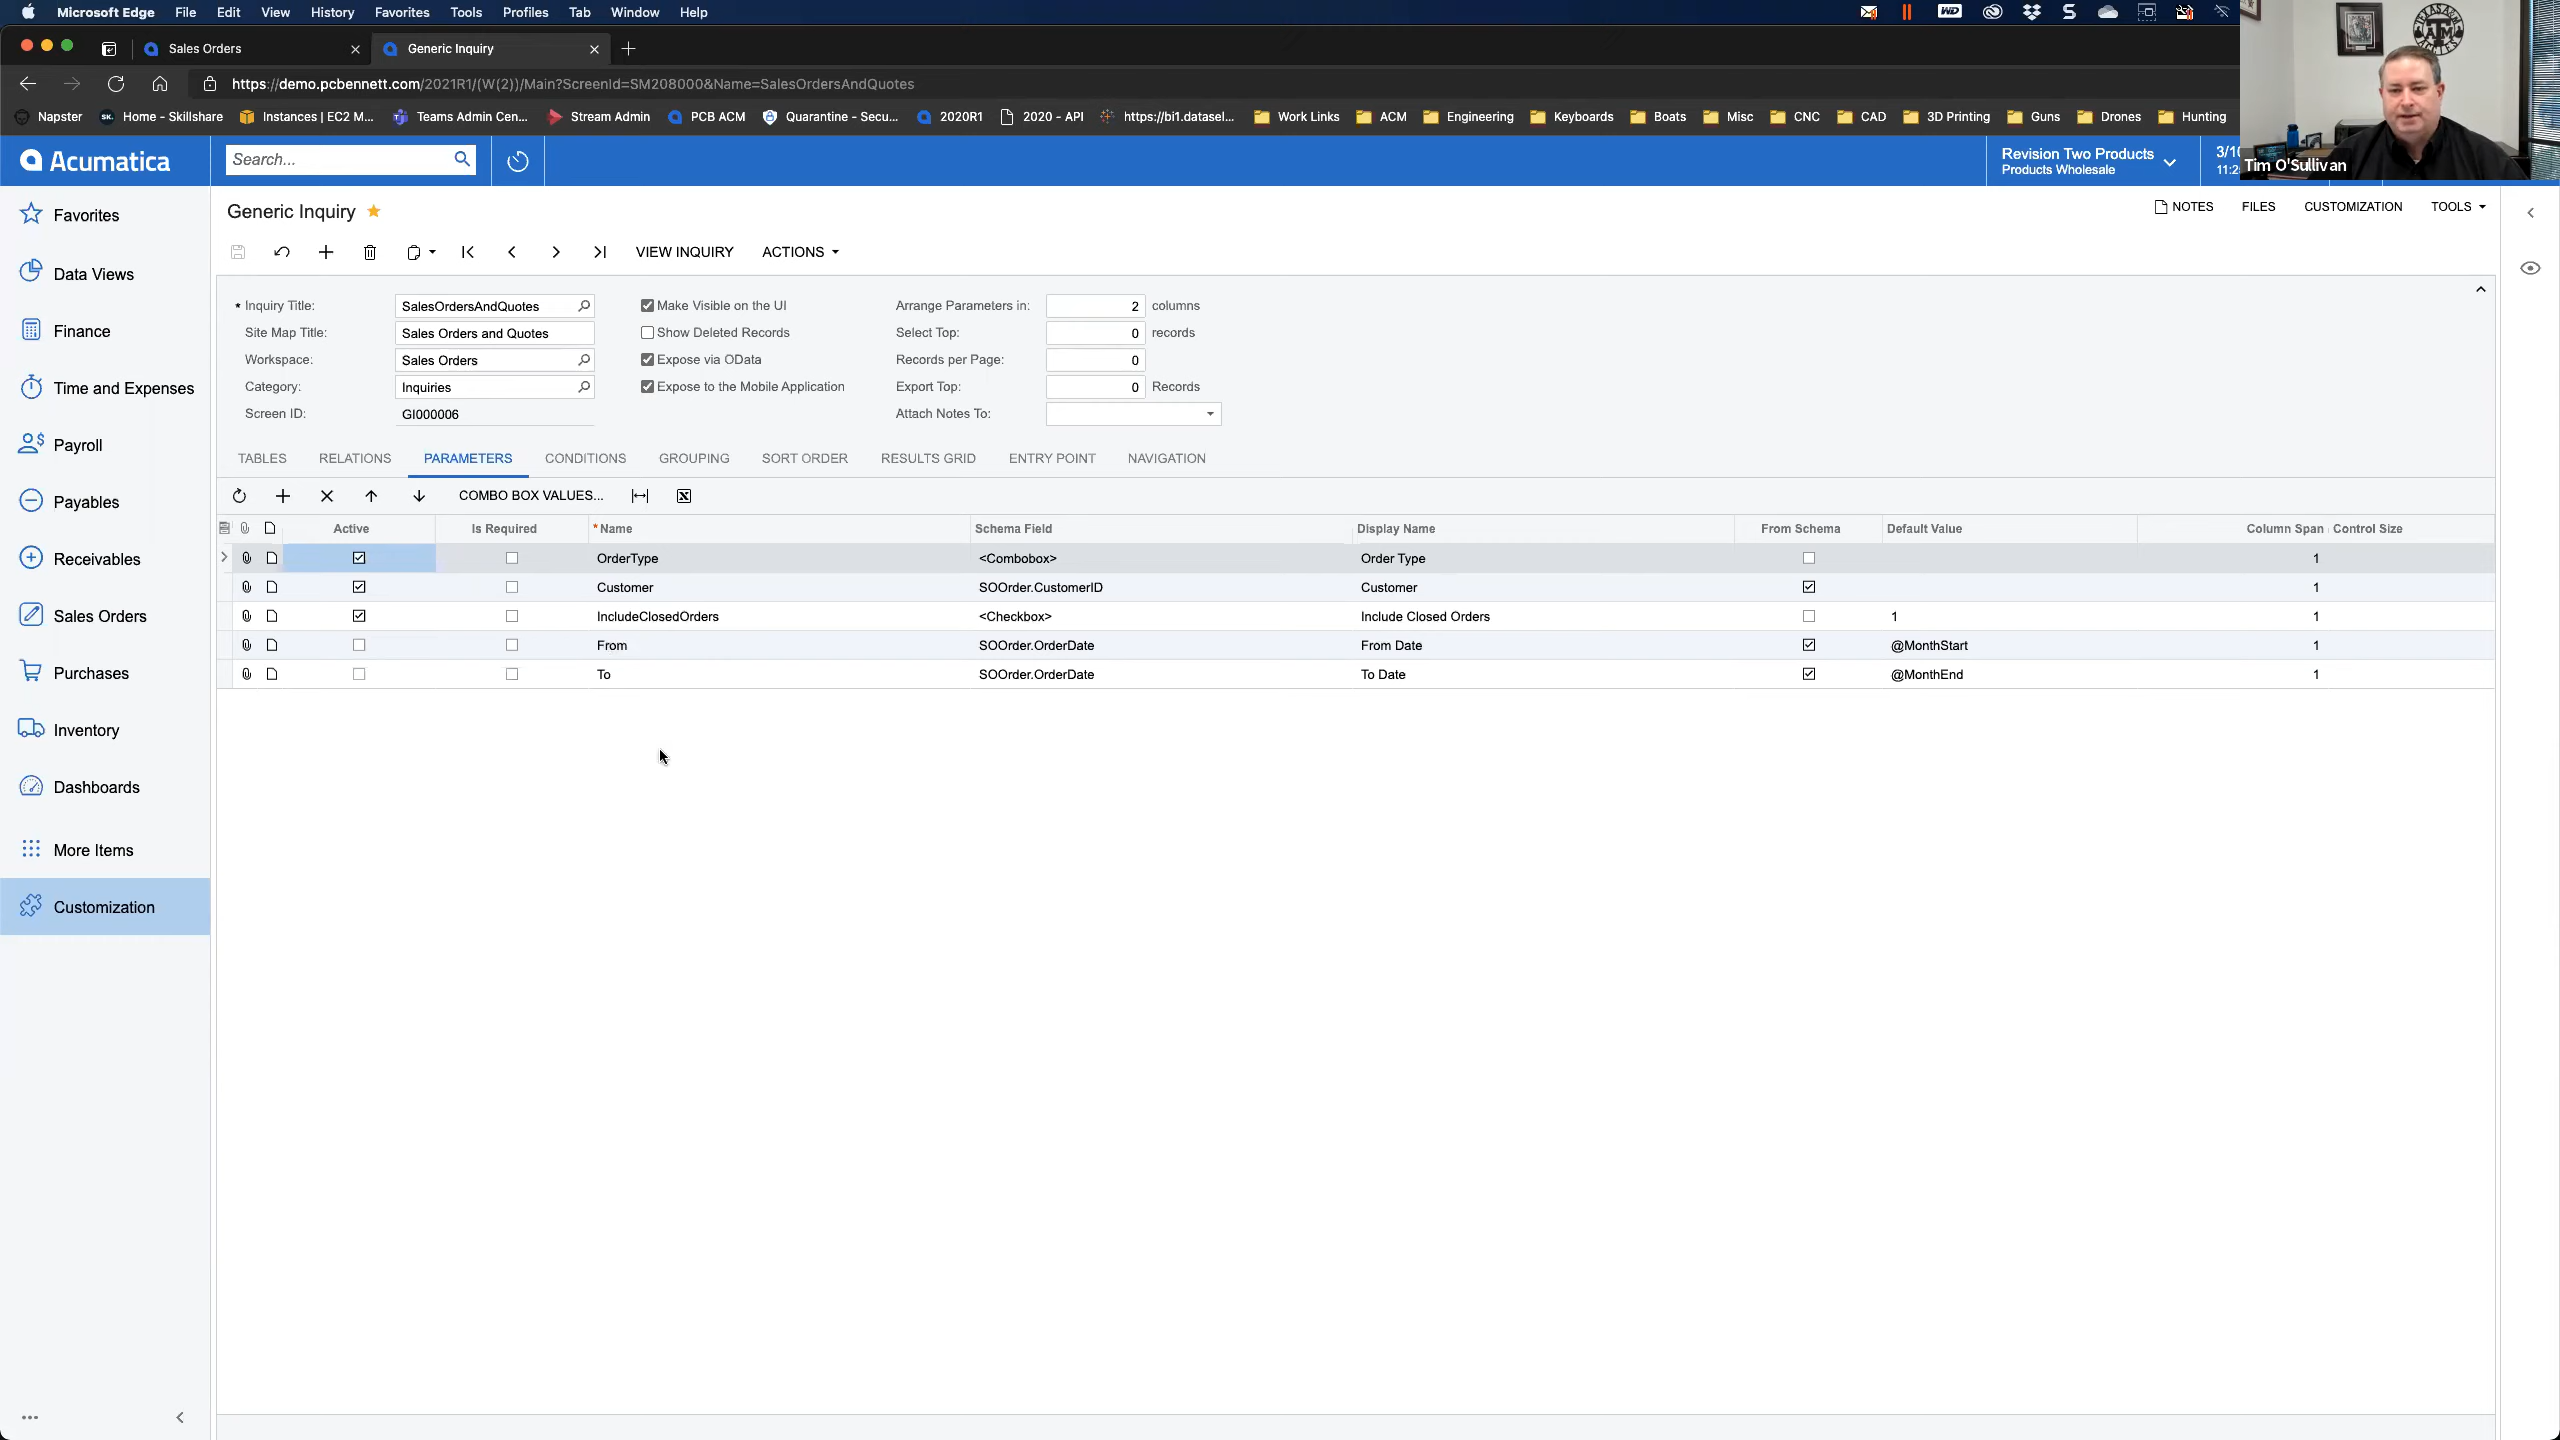 Microsoft Edge File Edit View History Favorites Tools Profiles Tab Window Help
Sales Orders
Generic Inquiry
https://demo.pcbennett.com/2021R1/(W(2))/Main?ScreenId=SM208000&Name=SalesOrdersAndQuotes
Napster Home - Skillshare Instances | EC2 M... Teams Admin Cen... Stream Admin PCB ACM Quarantine - Secu... 2020R1 2020 - API https://bi1.datasel... Work Links ACM Engineering Keyboards Boats Misc CNC CAD 3D Printing Guns Drones Hunting
Acumatica
Search...
Revision Two Products
Products Wholesale
Tim O'Sullivan
Favorites
Data Views
Finance
Time and Expenses
Payroll
Payables
Receivables
Sales Orders
Purchases
Inventory
Dashboards
More Items
Customization
Generic Inquiry
NOTES FILES CUSTOMIZATION TOOLS
VIEW INQUIRY ACTIONS
* Inquiry Title: SalesOrdersAndQuotes Make Visible on the UI Arrange Parameters in: 2 columns
Site Map Title: Sales Orders and Quotes Show Deleted Records Select Top: 0 records
Workspace: Sales Orders Expose via OData Records per Page: 0
Category: Inquiries Expose to the Mobile Application Export Top: 0 Records
Screen ID: GI000006 Attach Notes To:
TABLES RELATIONS PARAMETERS CONDITIONS GROUPING SORT ORDER RESULTS GRID ENTRY POINT NAVIGATION
COMBO BOX VALUES...
Active Is Required * Name Schema Field Display Name From Schema Default Value Column Span Control Size
OrderType <Combobox> Order Type 1
Customer SOOrder.CustomerID Customer 1
IncludeClosedOrders <Checkbox> Include Closed Orders 1 1
From SOOrder.OrderDate From Date @MonthStart 1
To SOOrder.OrderDate To Date @MonthEnd 1